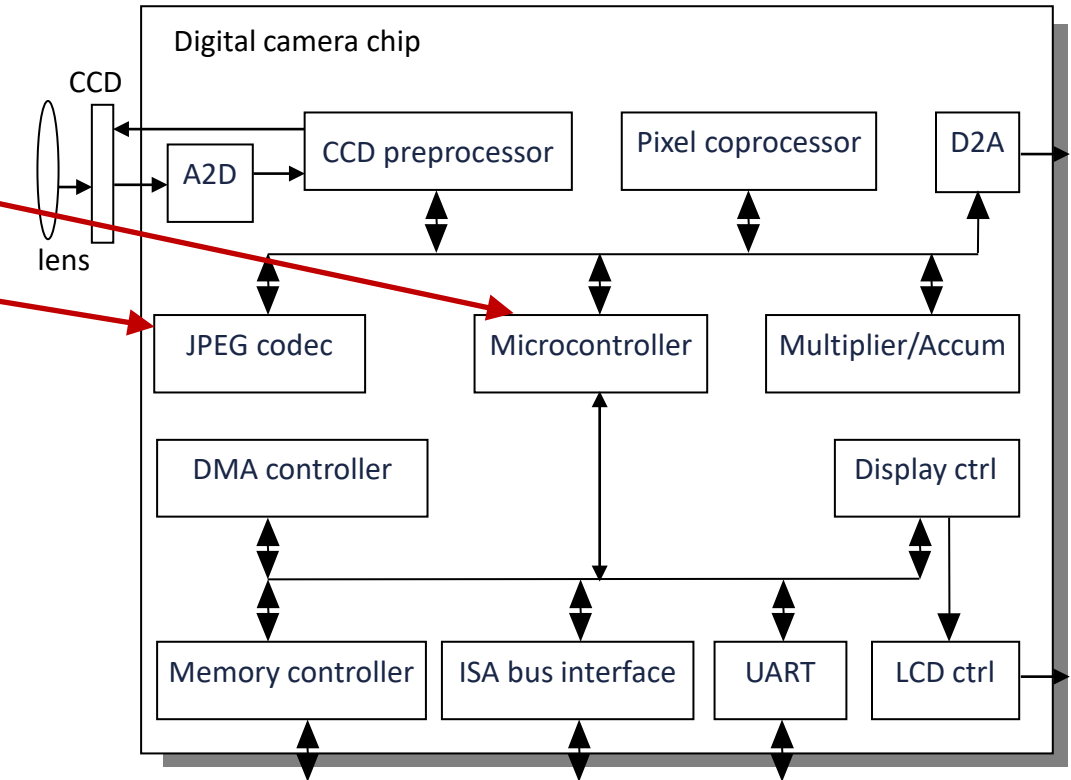 Digital camera chip
CCD
CCD preprocessor
Pixel coprocessor
D2A
A2D
lens
JPEG codec
Microcontroller
Multiplier/Accum
DMA controller
Display ctrl
Memory controller
ISA bus interface
UART
LCD ctrl